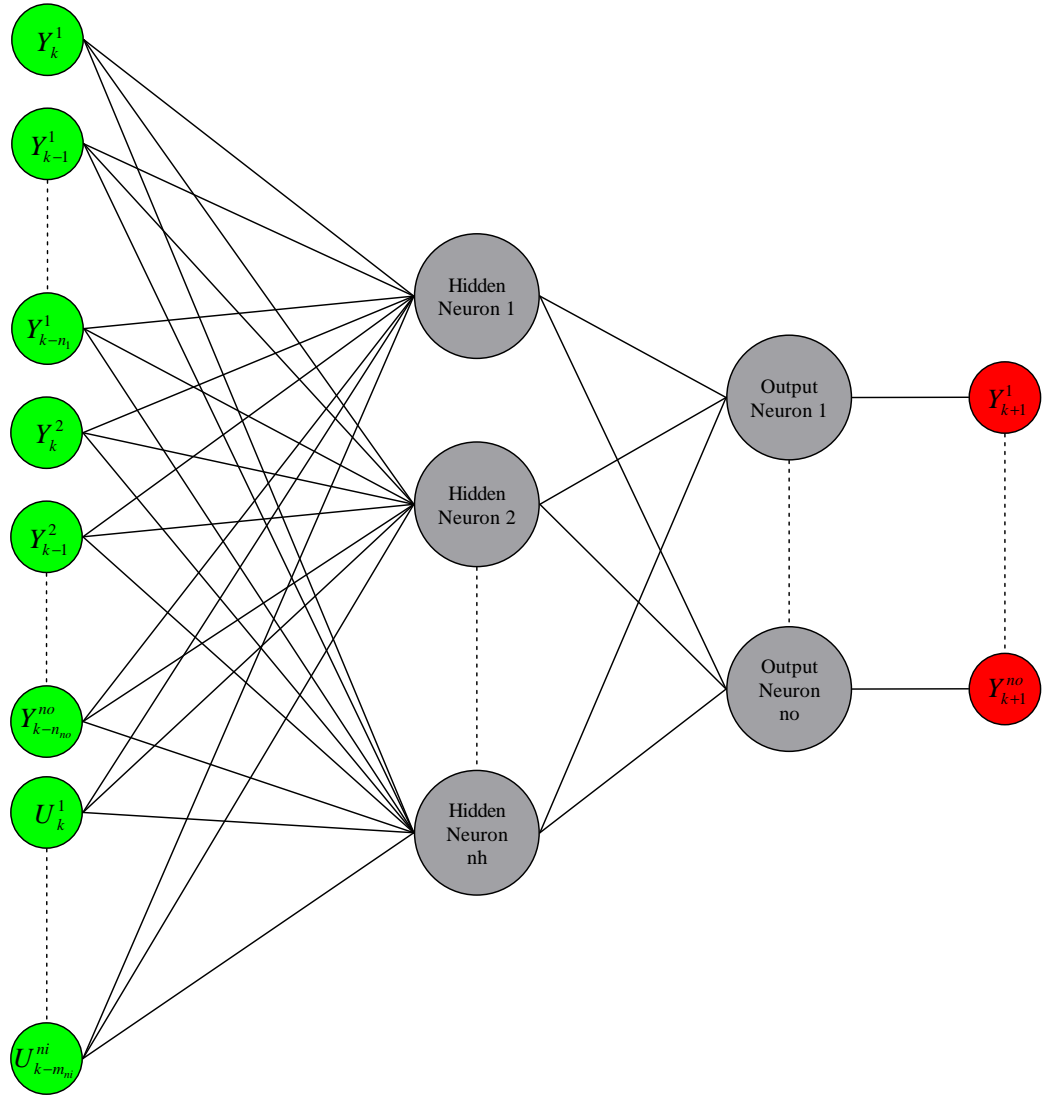 Y_k^1
Y_{k-1}^1
Y_{k-n_1}^1
Y_k^2
Y_{k-1}^2
Y_{k-n_{no}}^{no}
U_k^1
U_{k-m_{ni}}^{ni}
Hidden
Neuron 1
Hidden
Neuron 2
Hidden
Neuron
nh
Output
Neuron 1
Output
Neuron
no
Y_{k+1}^1
Y_{k+1}^{no}